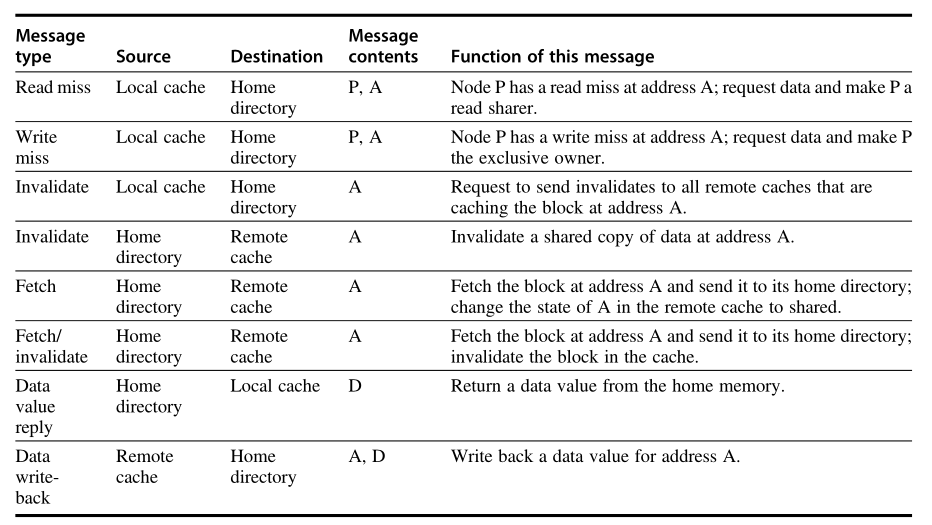 Message type Source Destination Message contents Function of this message
Read miss Local cache Home directory P, A Node P has a read miss at address A; request data and make P a read sharer.
Write miss Local cache Home directory P, A Node P has a write miss at address A; request data and make P the exclusive owner.
Invalidate Local cache Home directory A Request to send invalidates to all remote caches that are caching the block at address A.
Invalidate Home directory Remote cache A Invalidate a shared copy of data at address A.
Fetch Home directory Remote cache A Fetch the block at address A and send it to its home directory; change the state of A in the remote cache to shared.
Fetch/ invalidate Home directory Remote cache A Fetch the block at address A and send it to its home directory; invalidate the block in the cache.
Data value reply Home directory Local cache D Return a data value from the home memory.
Data write-back Remote cache Home directory A, D Write back a data value for address A.